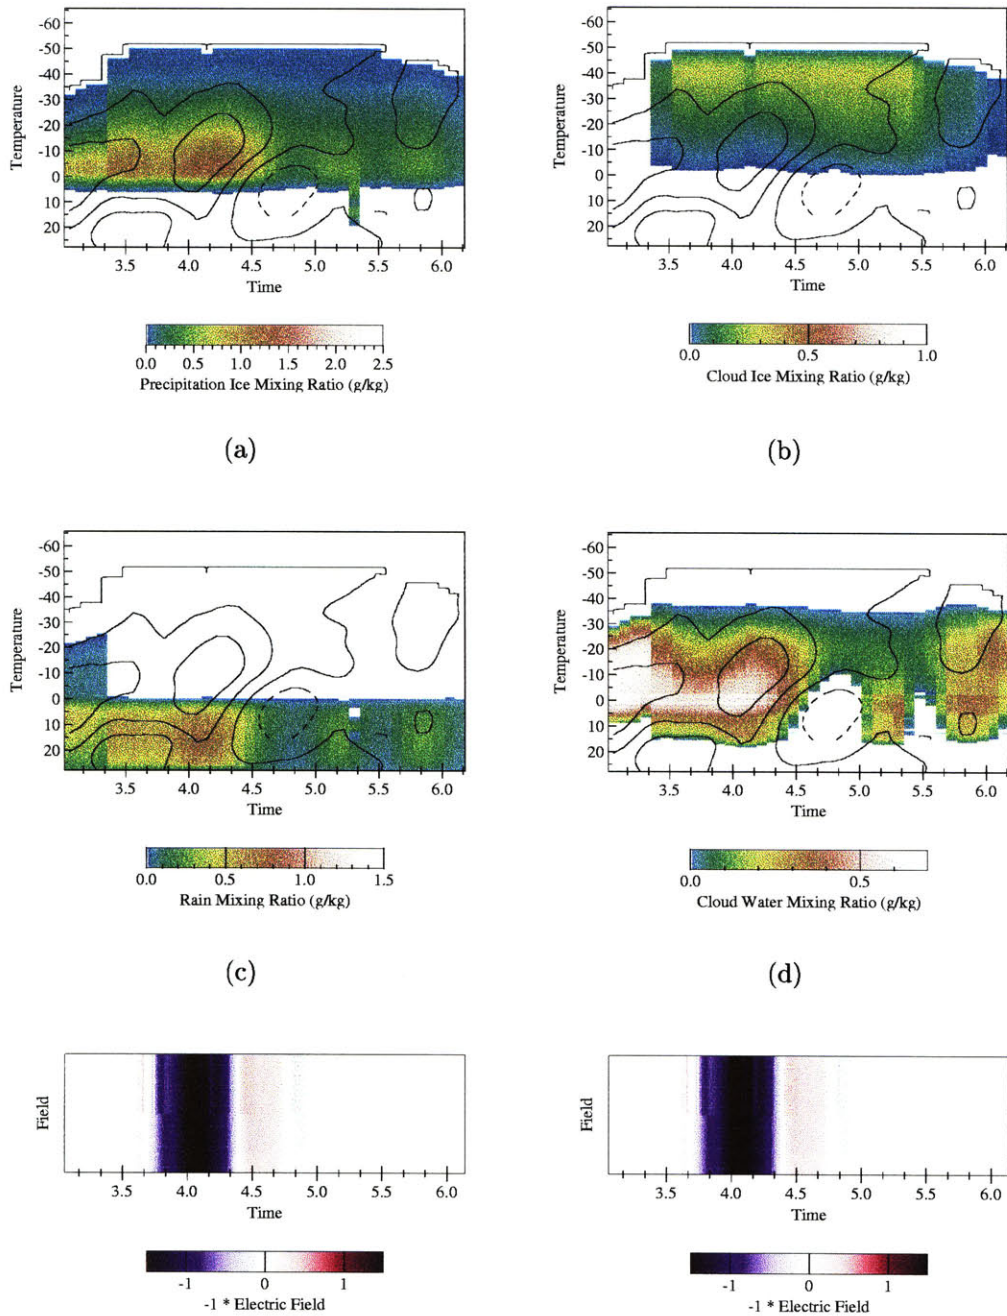 -60
-50
-40
-30
-20
-10
0
10
20
Temperature
3.5 4.0 4.5 5.0 5.5 6.0
Time
0.0 0.5 1.0 1.5 2.0 2.5
Precipitation Ice Mixing Ratio (g/kg)
(a)
-60
-50
-40
-30
-20
-10
0
10
20
Temperature
3.5 4.0 4.5 5.0 5.5 6.0
Time
0.0 0.5 1.0
Cloud Ice Mixing Ratio (g/kg)
(b)
-60
-50
-40
-30
-20
-10
0
10
20
Temperature
3.5 4.0 4.5 5.0 5.5 6.0
Time
0.0 0.5 1.0 1.5
Rain Mixing Ratio (g/kg)
(c)
-60
-50
-40
-30
-20
-10
0
10
20
Temperature
3.5 4.0 4.5 5.0 5.5 6.0
Time
0.0 0.5
Cloud Water Mixing Ratio (g/kg)
(d)
Field
3.5 4.0 4.5 5.0 5.5 6.0
Time
-1 0 1
-1 * Electric Field
Field
3.5 4.0 4.5 5.0 5.5 6.0
Time
-1 0 1
-1 * Electric Field